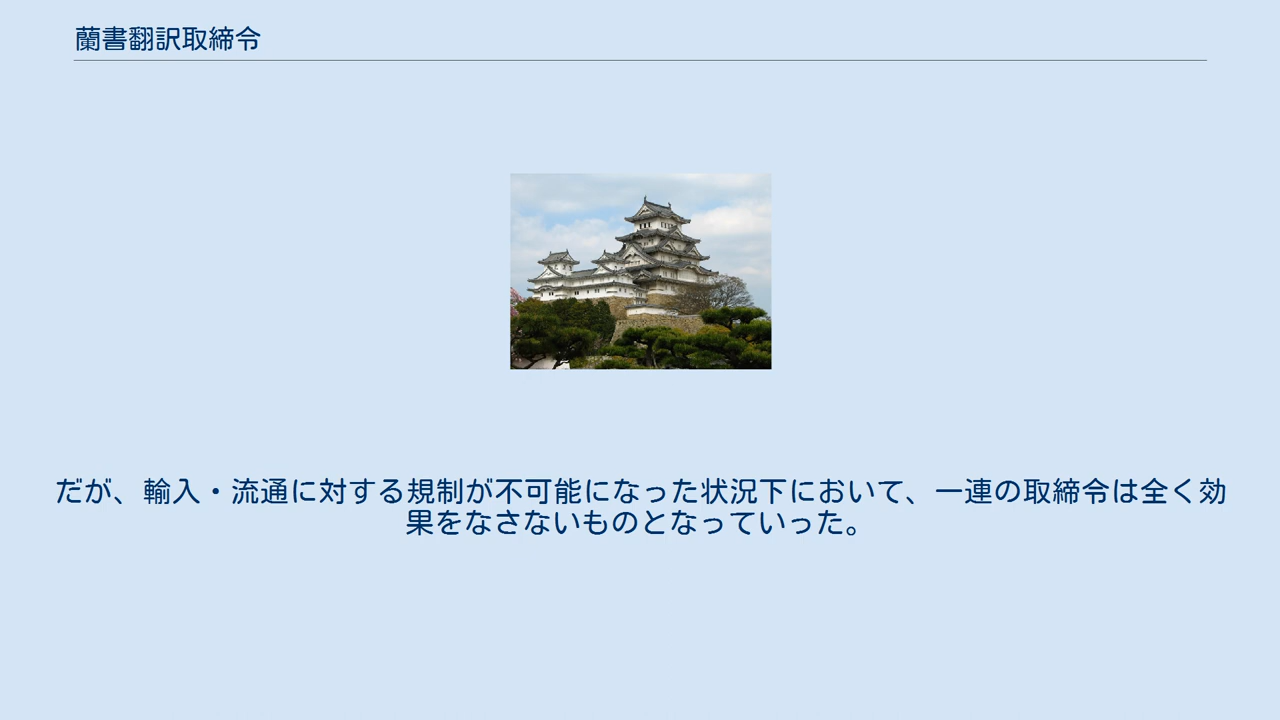 蘭書翻訳取締令
だが、輸入・流通に対する規制が不可能になった状況下において、一連の取締令は全く効
果をなさないものとなっていった。